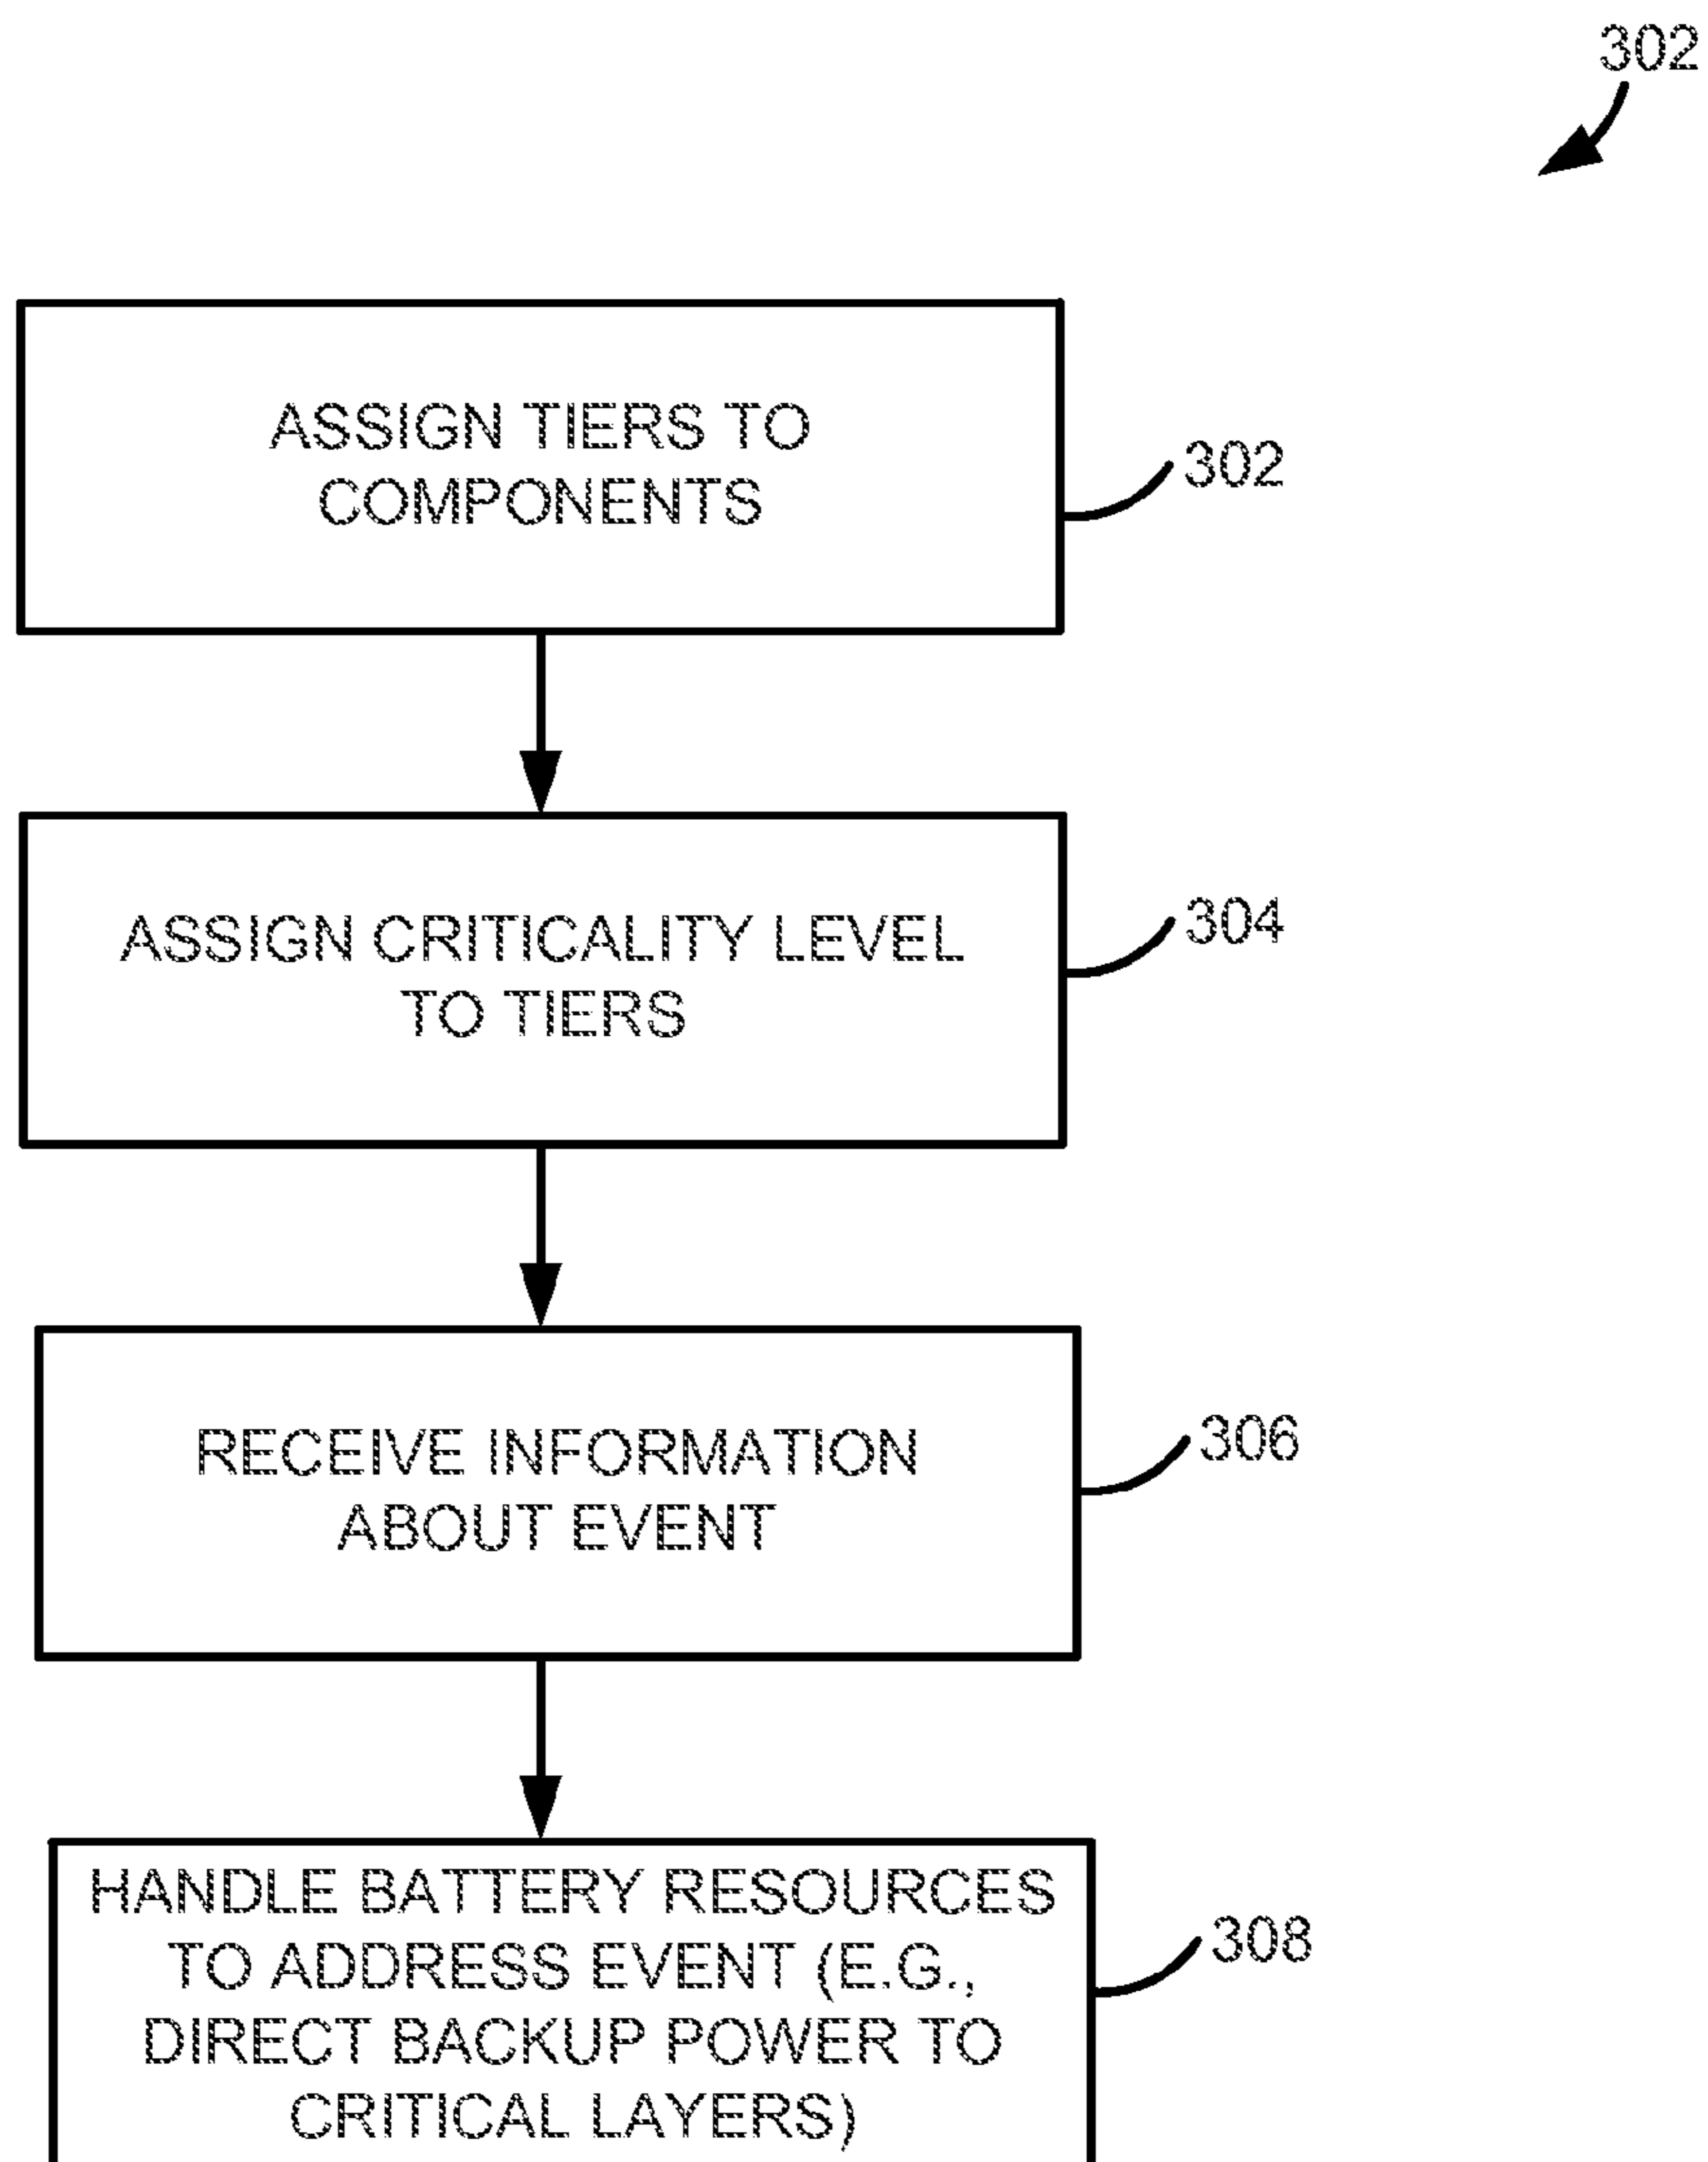 302
ASSIGN TIERS TO
COMPONENTS
302
ASSIGN CRITICALITY LEVEL
TO TIERS
304
RECEIVE INFORMATION
ABOUT EVENT
306
HANDLE BATTERY RESOURCES
TO ADDRESS EVENT (E.G.,
DIRECT BACKUP POWER TO
CRITICAL LAYERS)
308